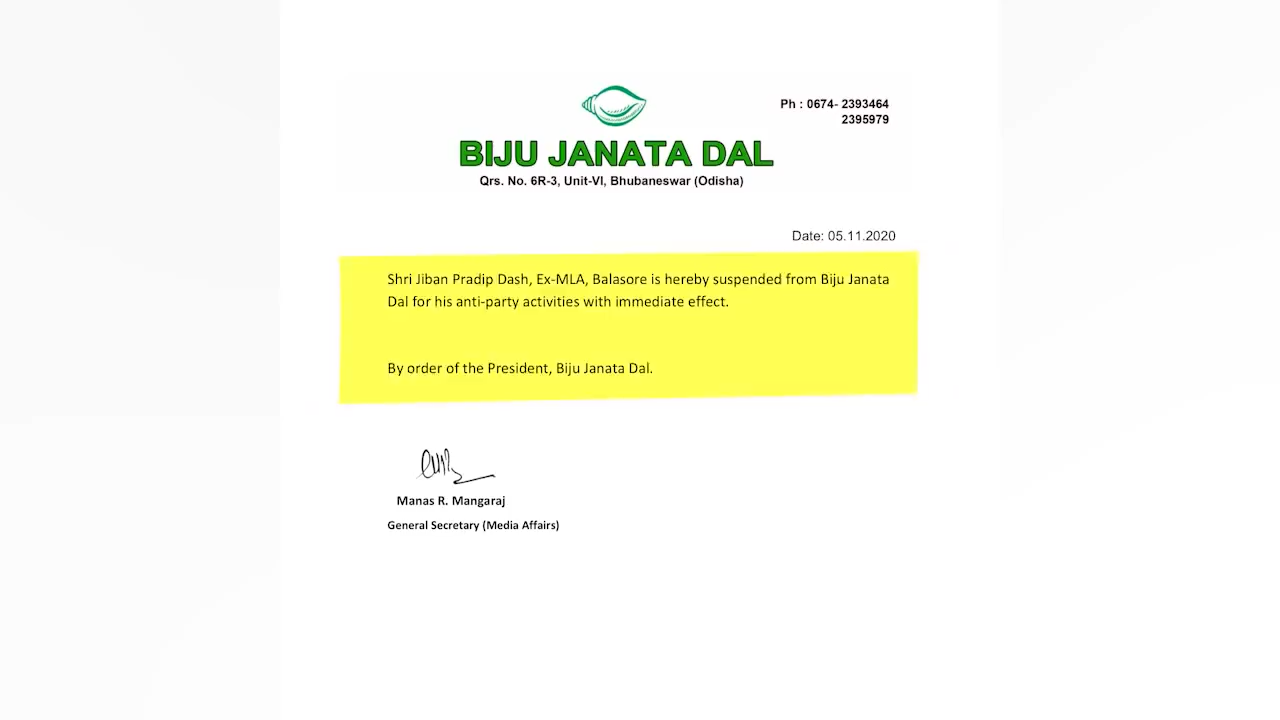 Ph : 0674- 2393464
2395979
BIJU JANATA DAL
Qrs. No. 6R-3, Unit-VI, Bhubaneswar (Odisha)
Date: 05.11.2020
Shri Jiban Pradip Dash, Ex-MLA, Balasore is hereby suspended from Biju Janata
Dal for his anti-party activities with immediate effect.
By order of the President, Biju Janata Dal.
Manas R. Mangaraj
General Secretary (Media Affairs)